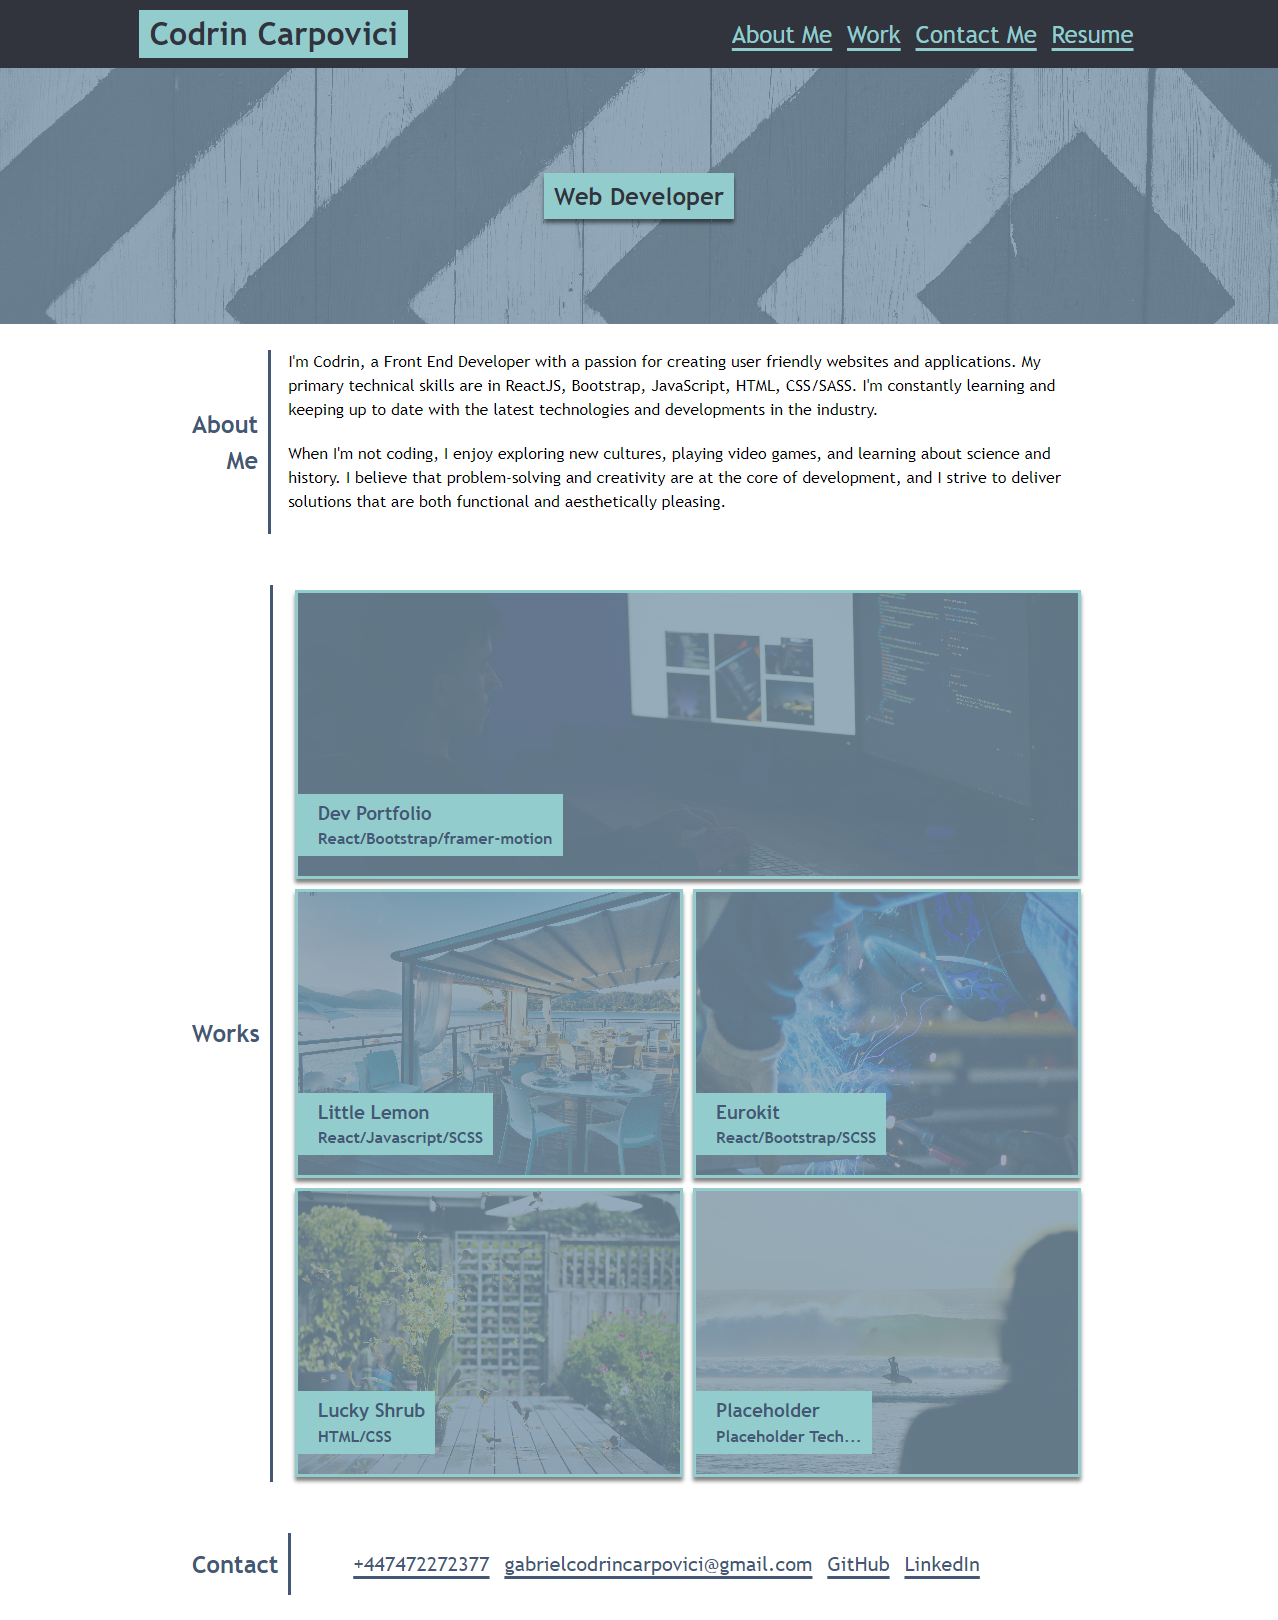 Codrin Carpovici
About Me Work Contact Me Resume
Web Developer
About
Me
I'm Codrin, a Front End Developer with a passion for creating user friendly websites and applications. My
primary technical skills are in ReactJS, Bootstrap, JavaScript, HTML, CSS/SASS. I'm constantly learning and
keeping up to date with the latest technologies and developments in the industry.
When I'm not coding, I enjoy exploring new cultures, playing video games, and learning about science and
history. I believe that problem-solving and creativity are at the core of development, and I strive to deliver
solutions that are both functional and aesthetically pleasing.
Works
Dev Portfolio
React/Bootstrap/framer-motion
Little Lemon
React/Javascript/SCSS
Eurokit
React/Bootstrap/SCSS
Lucky Shrub
HTML/CSS
Placeholder
Placeholder Tech...
Contact
+447472272377 gabrielcodrincarpovici@gmail.com GitHub LinkedIn